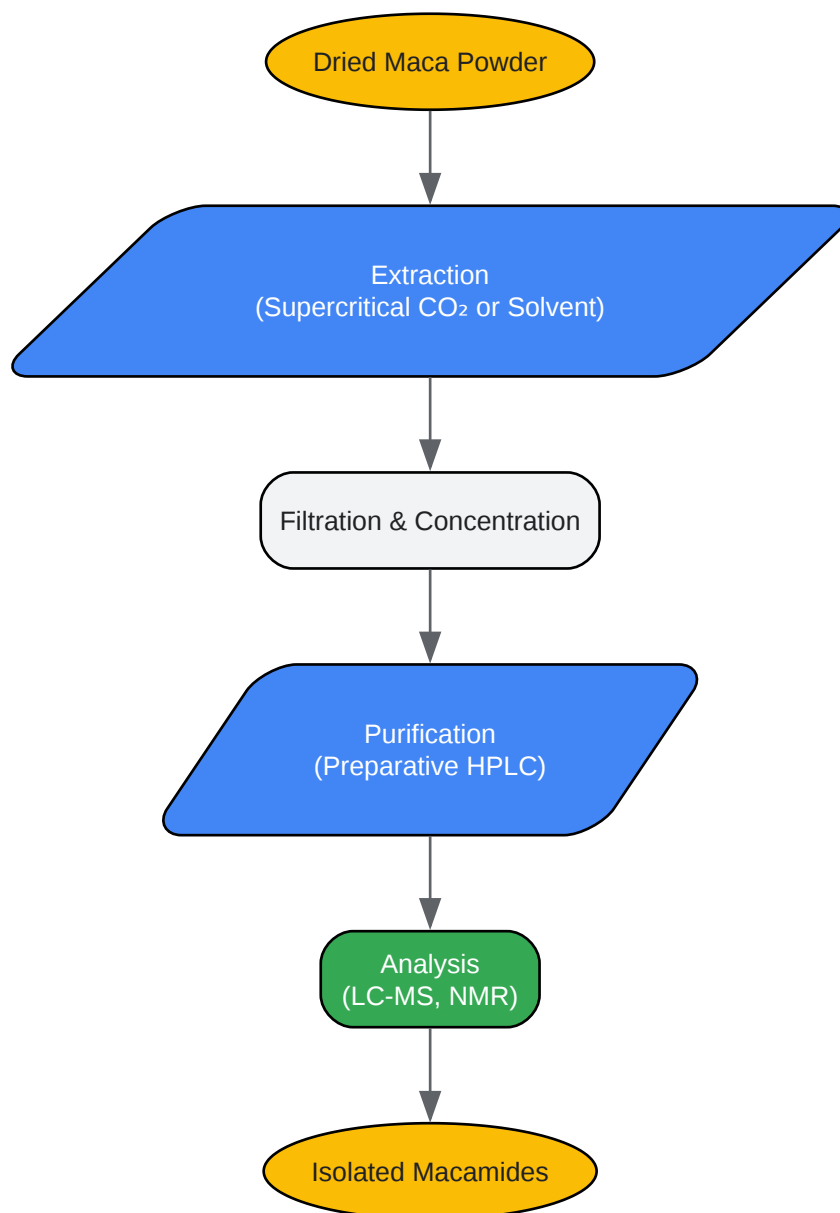 Dried Maca Powder
Extraction
(Supercritical CO₂ or Solvent)
Filtration & Concentration
Purification
(Preparative HPLC)
Analysis
(LC-MS, NMR)
Isolated Macamides